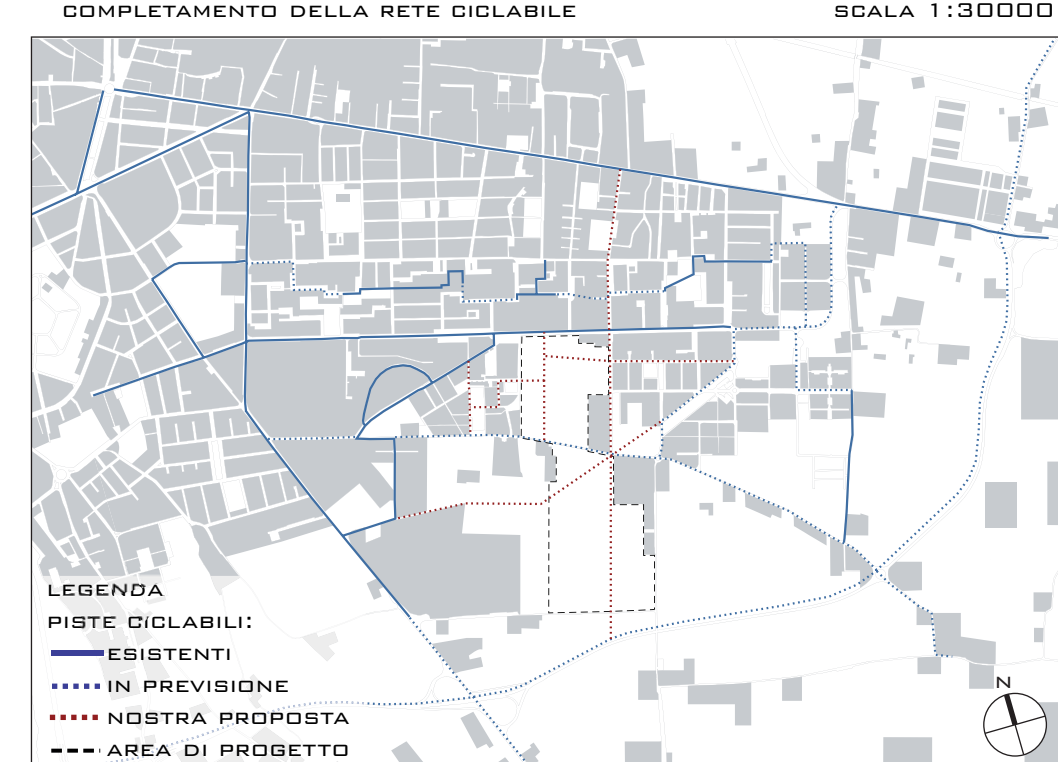 COMPLETAMENTO DELLA RETE CICLABILE
SCALA 1:30000
LEGENDA
PISTE CiCLABILI:
ESISTENTI
IN PREVISIONE
NOSTRA PROPOSTA
AREA DI PROGETTO
N